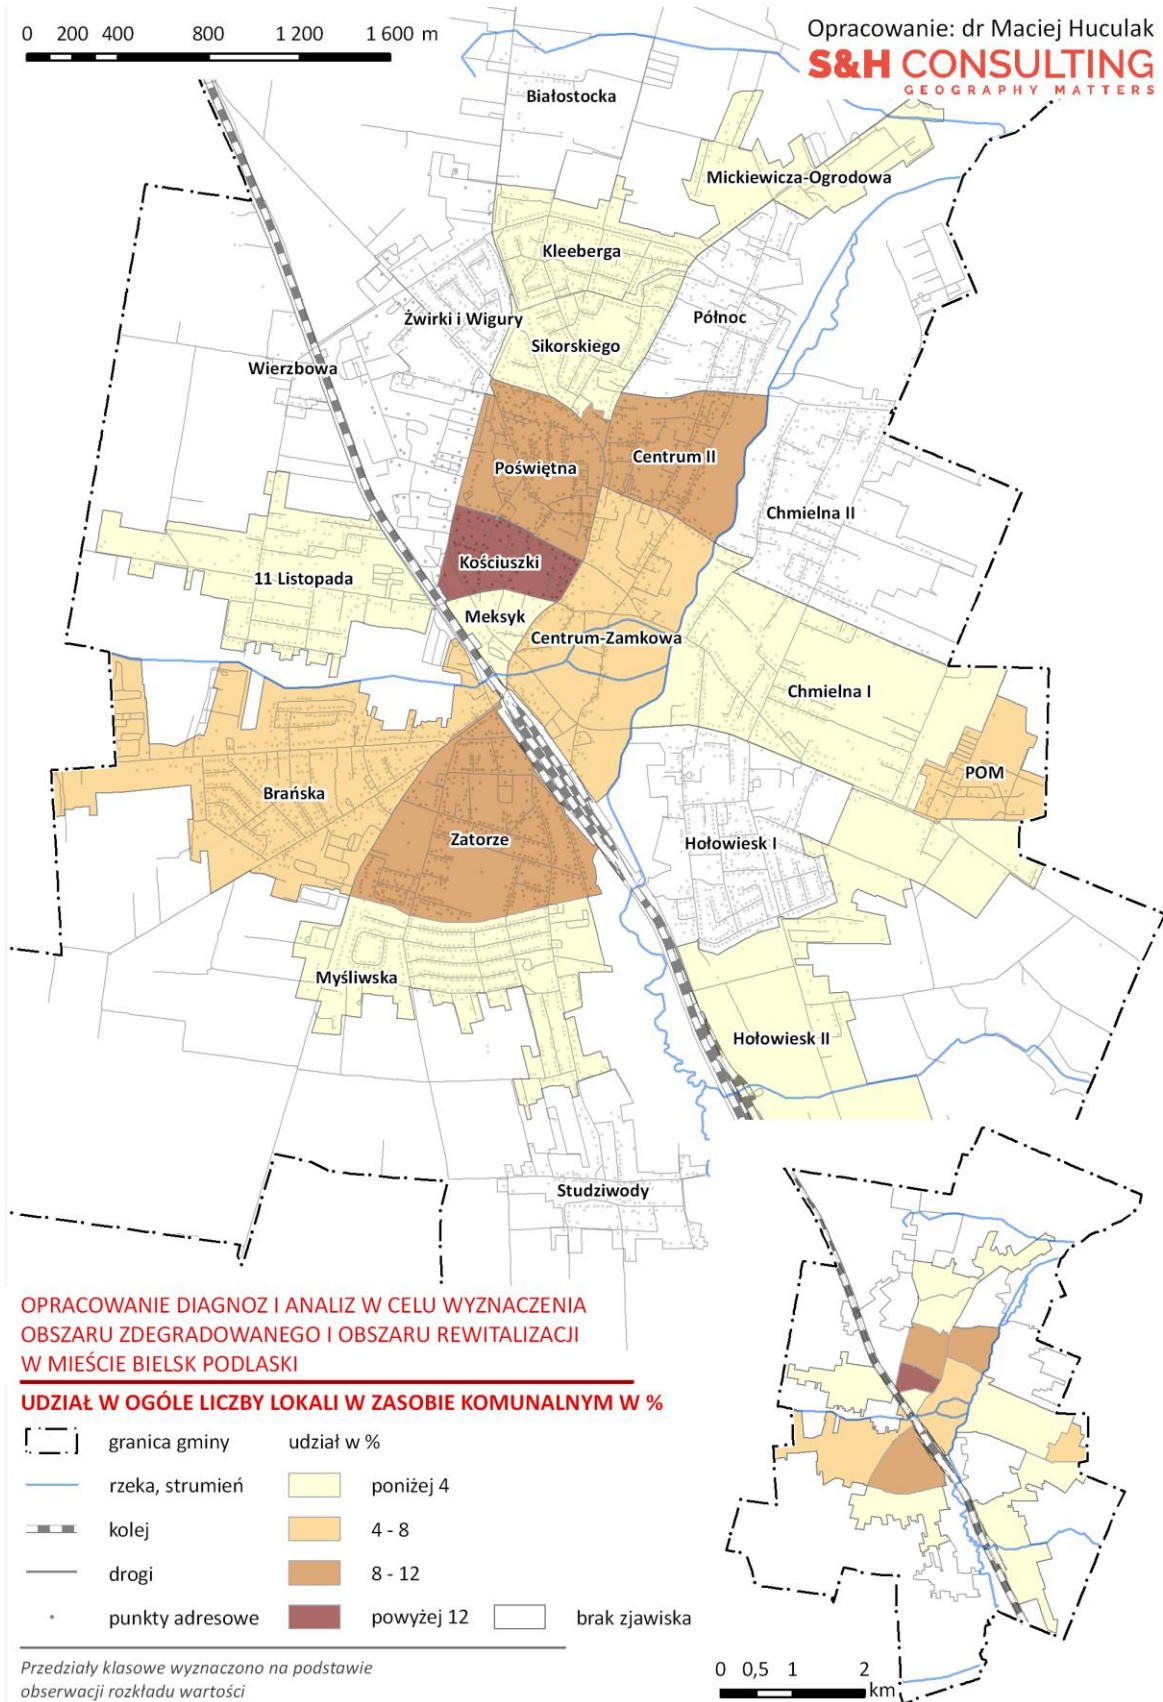 0 200 400 800 1 200 1 600 m
Opracowanie: dr Maciej Huculak
S&H CONSULTING
GEOGRAPHY MATTERS
Białostocka
Mickiewicza-Ogrodowa
Kleeberga
Żwirki i Wigury
Północ
Sikorskiego
Wierzbowa
Poświętna
Centrum II
Chmielna II
Kościuszki
11 Listopada
Meksyk
Centrum-Zamkowa
Chmielna I
POM
Brańska
Zatorze
Hołowiesk I
Myśliwska
Hołowiesk II
Studziwody
OPRACOWANIE DIAGNOZ I ANALIZ W CELU WYZNACZENIA
OBSZARU ZDEGRADOWANEGO I OBSZARU REWITALIZACJI
W MIEŚCIE BIELSK PODLASKI
UDZIAŁ W OGÓLE LICZBY LOKALI W ZASOBIE KOMUNALNYM W %
granica gminy
udział w %
rzeka, strumień
poniżej 4
kolej
4 - 8
drogi
8 - 12
punkty adresowe
powyżej 12
brak zjawiska
Przedziały klasowe wyznaczono na podstawie
obserwacji rozkładu wartości
0 0,5 1 2
km